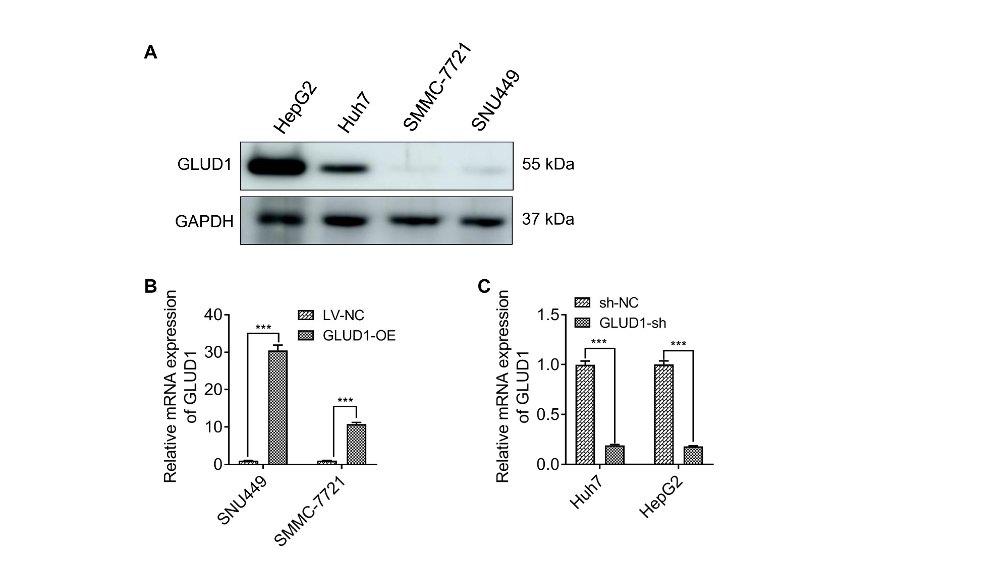 A
HepG2
Huh7
SMMC-7721
SNU449
GLUD1
55 kDa
GAPDH
37 kDa
B
Relative mRNA expression
of GLUD1
40
30
20
10
0
LV-NC
GLUD1-OE
***
***
SNU449
SMMC-7721
C
Relative mRNA expression
of GLUD1
1.5
1.0
0.5
0.0
sh-NC
GLUD1-sh
***
***
Huh7
HepG2